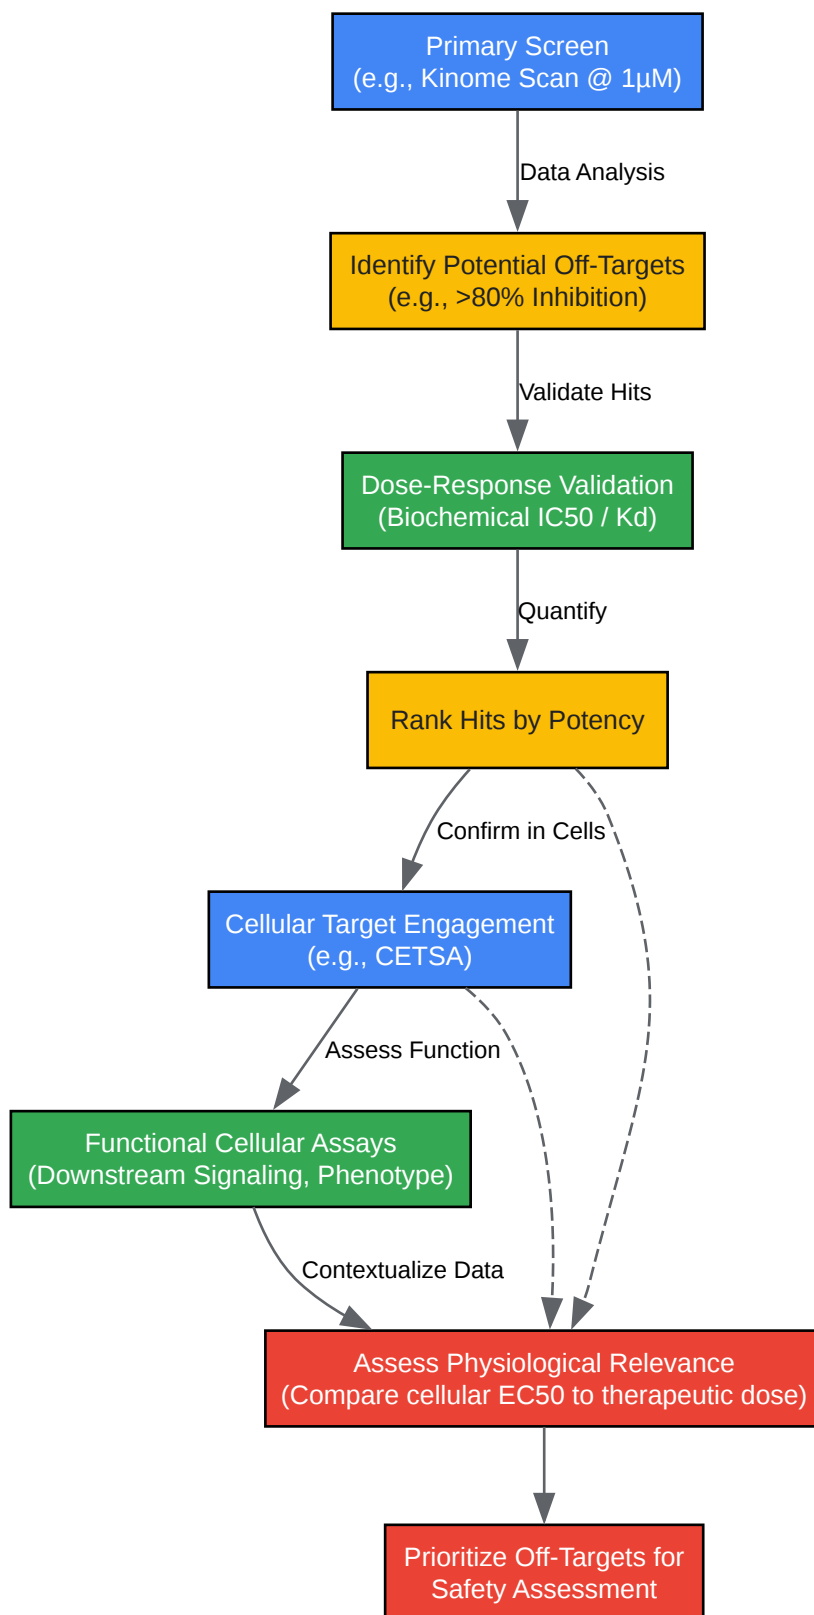 Primary Screen
(e.g., Kinome Scan @ 1µM)
Data Analysis
Identify Potential Off-Targets
(e.g., >80% Inhibition)
Validate Hits
Dose-Response Validation
(Biochemical IC50 / Kd)
Quantify
Rank Hits by Potency
Confirm in Cells
Cellular Target Engagement
(e.g., CETSA)
Assess Function
Functional Cellular Assays
(Downstream Signaling, Phenotype)
Contextualize Data
Assess Physiological Relevance
(Compare cellular EC50 to therapeutic dose)
Prioritize Off-Targets for
Safety Assessment